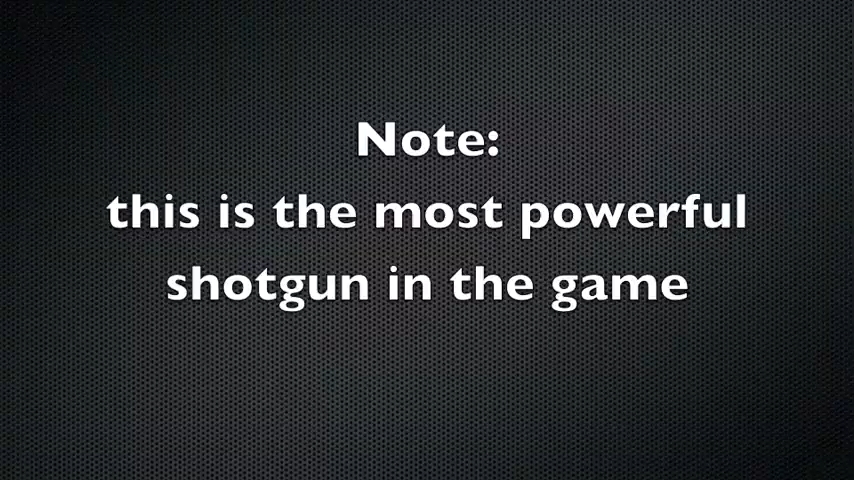 Note:
this is the most powerful
shotgun in the game